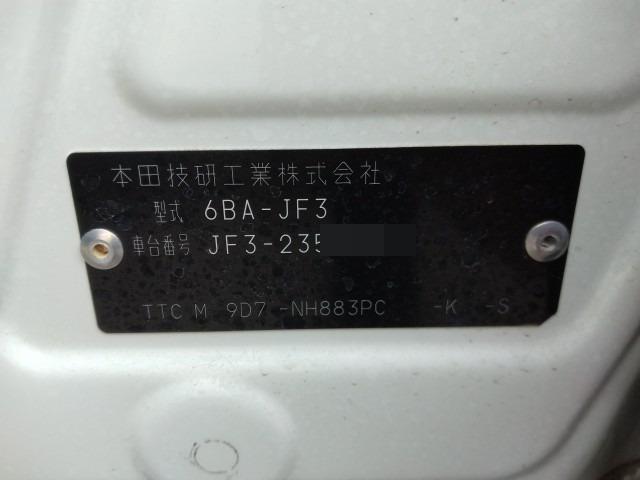 本田技研工業株式会社
型式 6BA-JF3
車台番号 JF3-235
TTC M 9D7 -NH883PC -K -S